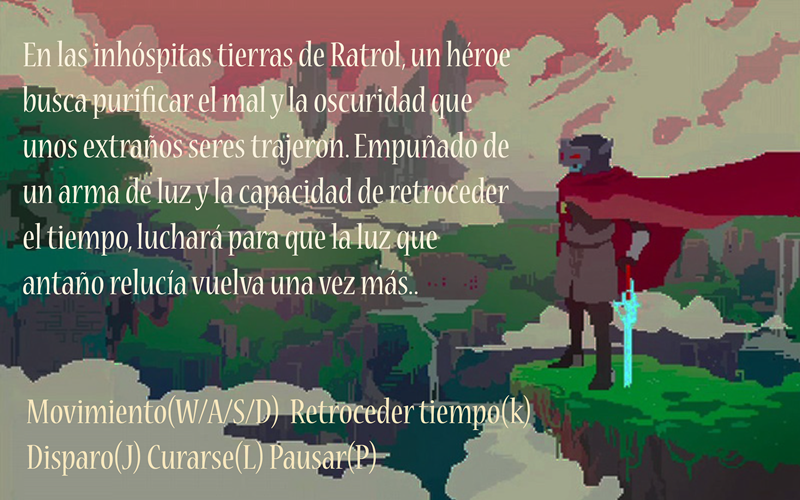 En las inhóspitas tierras de Ratrol, un héroe
busca purificar el mal y la oscuridad que
unos extraños seres trajeron. Empuñado de
un arma de luz y la capacidad de retroceder
el tiempo, luchará para que la luz que
antaño relucía vuelva una vez más..
Movimiento(W/A/S/D) Retroceder tiempo(k)
Disparo(J) Curarse(L) Pausar(P)